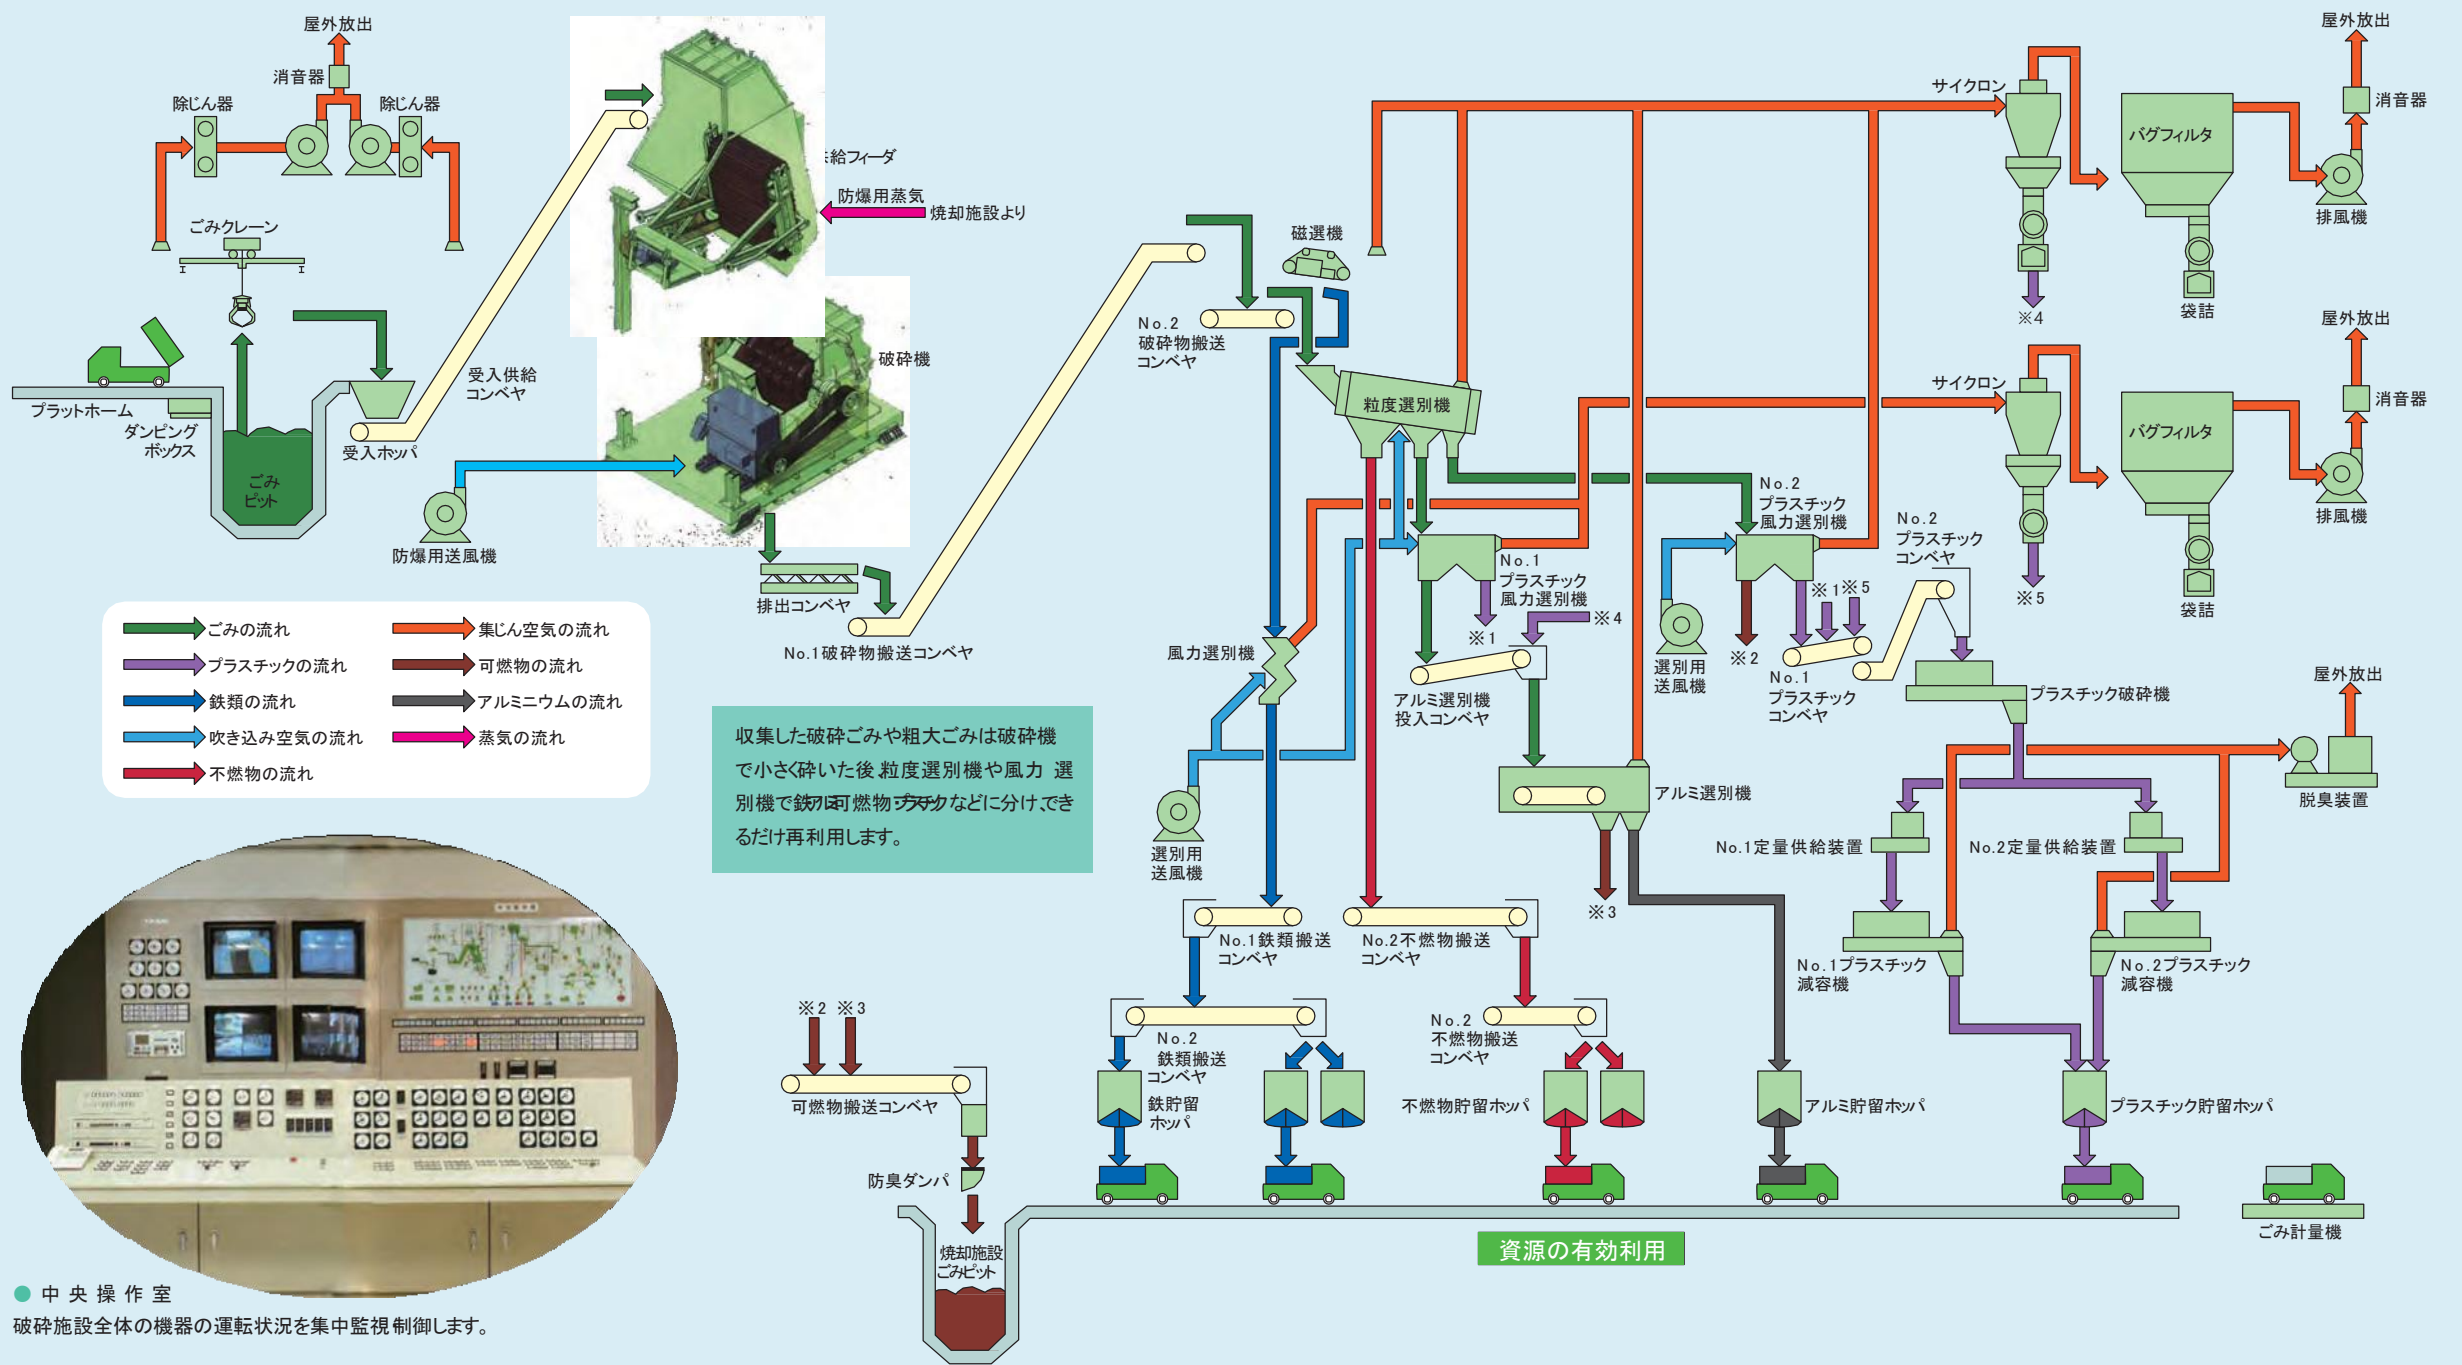 屋外放出
消音器
除じん器
除じん器
ごみクレーン
プラットホーム
ダンピング
ボックス
ごみ
ピット
受入ホッパ
受入供給
コンベヤ
給フィーダ
防爆用蒸気
焼却施設より
破砕機
防爆用送風機
排出コンベヤ
No.1破砕物搬送コンベヤ
No.2
破砕物搬送
コンベヤ
磁選機
粒度選別機
サイクロン
バグフィルタ
屋外放出
消音器
排風機
袋詰
※4
サイクロン
バグフィルタ
屋外放出
消音器
排風機
袋詰
※5
No.2
プラスチック
風力選別機
No.2
プラスチック
コンベヤ
No.1
プラスチック
風力選別機
※1
※4
※2
※1
※5
選別用
送風機
No.1
プラスチック
コンベヤ
風力選別機
アルミ選別機
投入コンベヤ
プラスチック破砕機
屋外放出
脱臭装置
アルミ選別機
※3
選別用
送風機
No.1定量供給装置
No.2定量供給装置
No.1鉄類搬送
コンベヤ
No.2不燃物搬送
コンベヤ
No.1プラスチック
減容機
No.2プラスチック
減容機
※2
※3
可燃物搬送コンベヤ
No.2
鉄類搬送
コンベヤ
No.2
不燃物搬送
コンベヤ
鉄貯留
ホッパ
不燃物貯留ホッパ
アルミ貯留ホッパ
プラスチック貯留ホッパ
防臭ダンパ
焼却施設
ごみピット
ごみ計量機
資源の有効利用
ごみの流れ
プラスチックの流れ
鉄類の流れ
吹き込み空気の流れ
不燃物の流れ
集じん空気の流れ
可燃物の流れ
アルミニウムの流れ
蒸気の流れ
収集した破砕ごみや粗大ごみは破砕機
で小さく砕いた後、粒度選別機や風力 選
別機で鉄・アルミ・可燃物・プラスチックなどに分け、でき
るだけ再利用します。
中央操作室
破砕施設全体の機器の運転状況を集中監視・制御します。